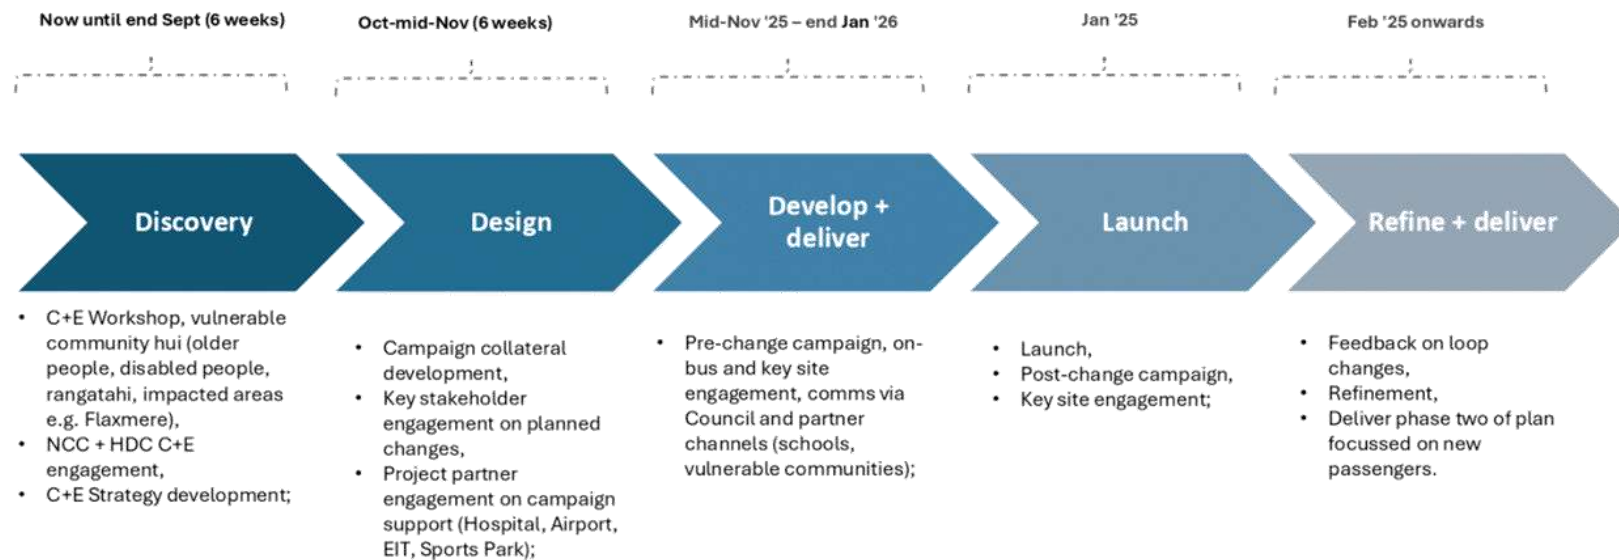 Now until end Sept (6 weeks)
Oct-mid-Nov (6 weeks)
Mid-Nov '25 – end Jan '26
Jan '25
Feb '25 onwards
Discovery
Design
Develop +
deliver
Launch
Refine + deliver
• C+E Workshop, vulnerable
community hui (older
people, disabled people,
rangatahi, impacted areas
e.g. Flaxmere),
• NCC + HDC C+E
engagement,
• C+E Strategy development;
• Campaign collateral
development,
• Key stakeholder
engagement on planned
changes,
• Project partner
engagement on campaign
support (Hospital, Airport,
EIT, Sports Park);
• Pre-change campaign, on-
bus and key site
engagement, comms via
Council and partner
channels (schools,
vulnerable communities);
• Launch,
• Post-change campaign,
• Key site engagement;
• Feedback on loop
changes,
• Refinement,
• Deliver phase two of plan
focussed on new
passengers.